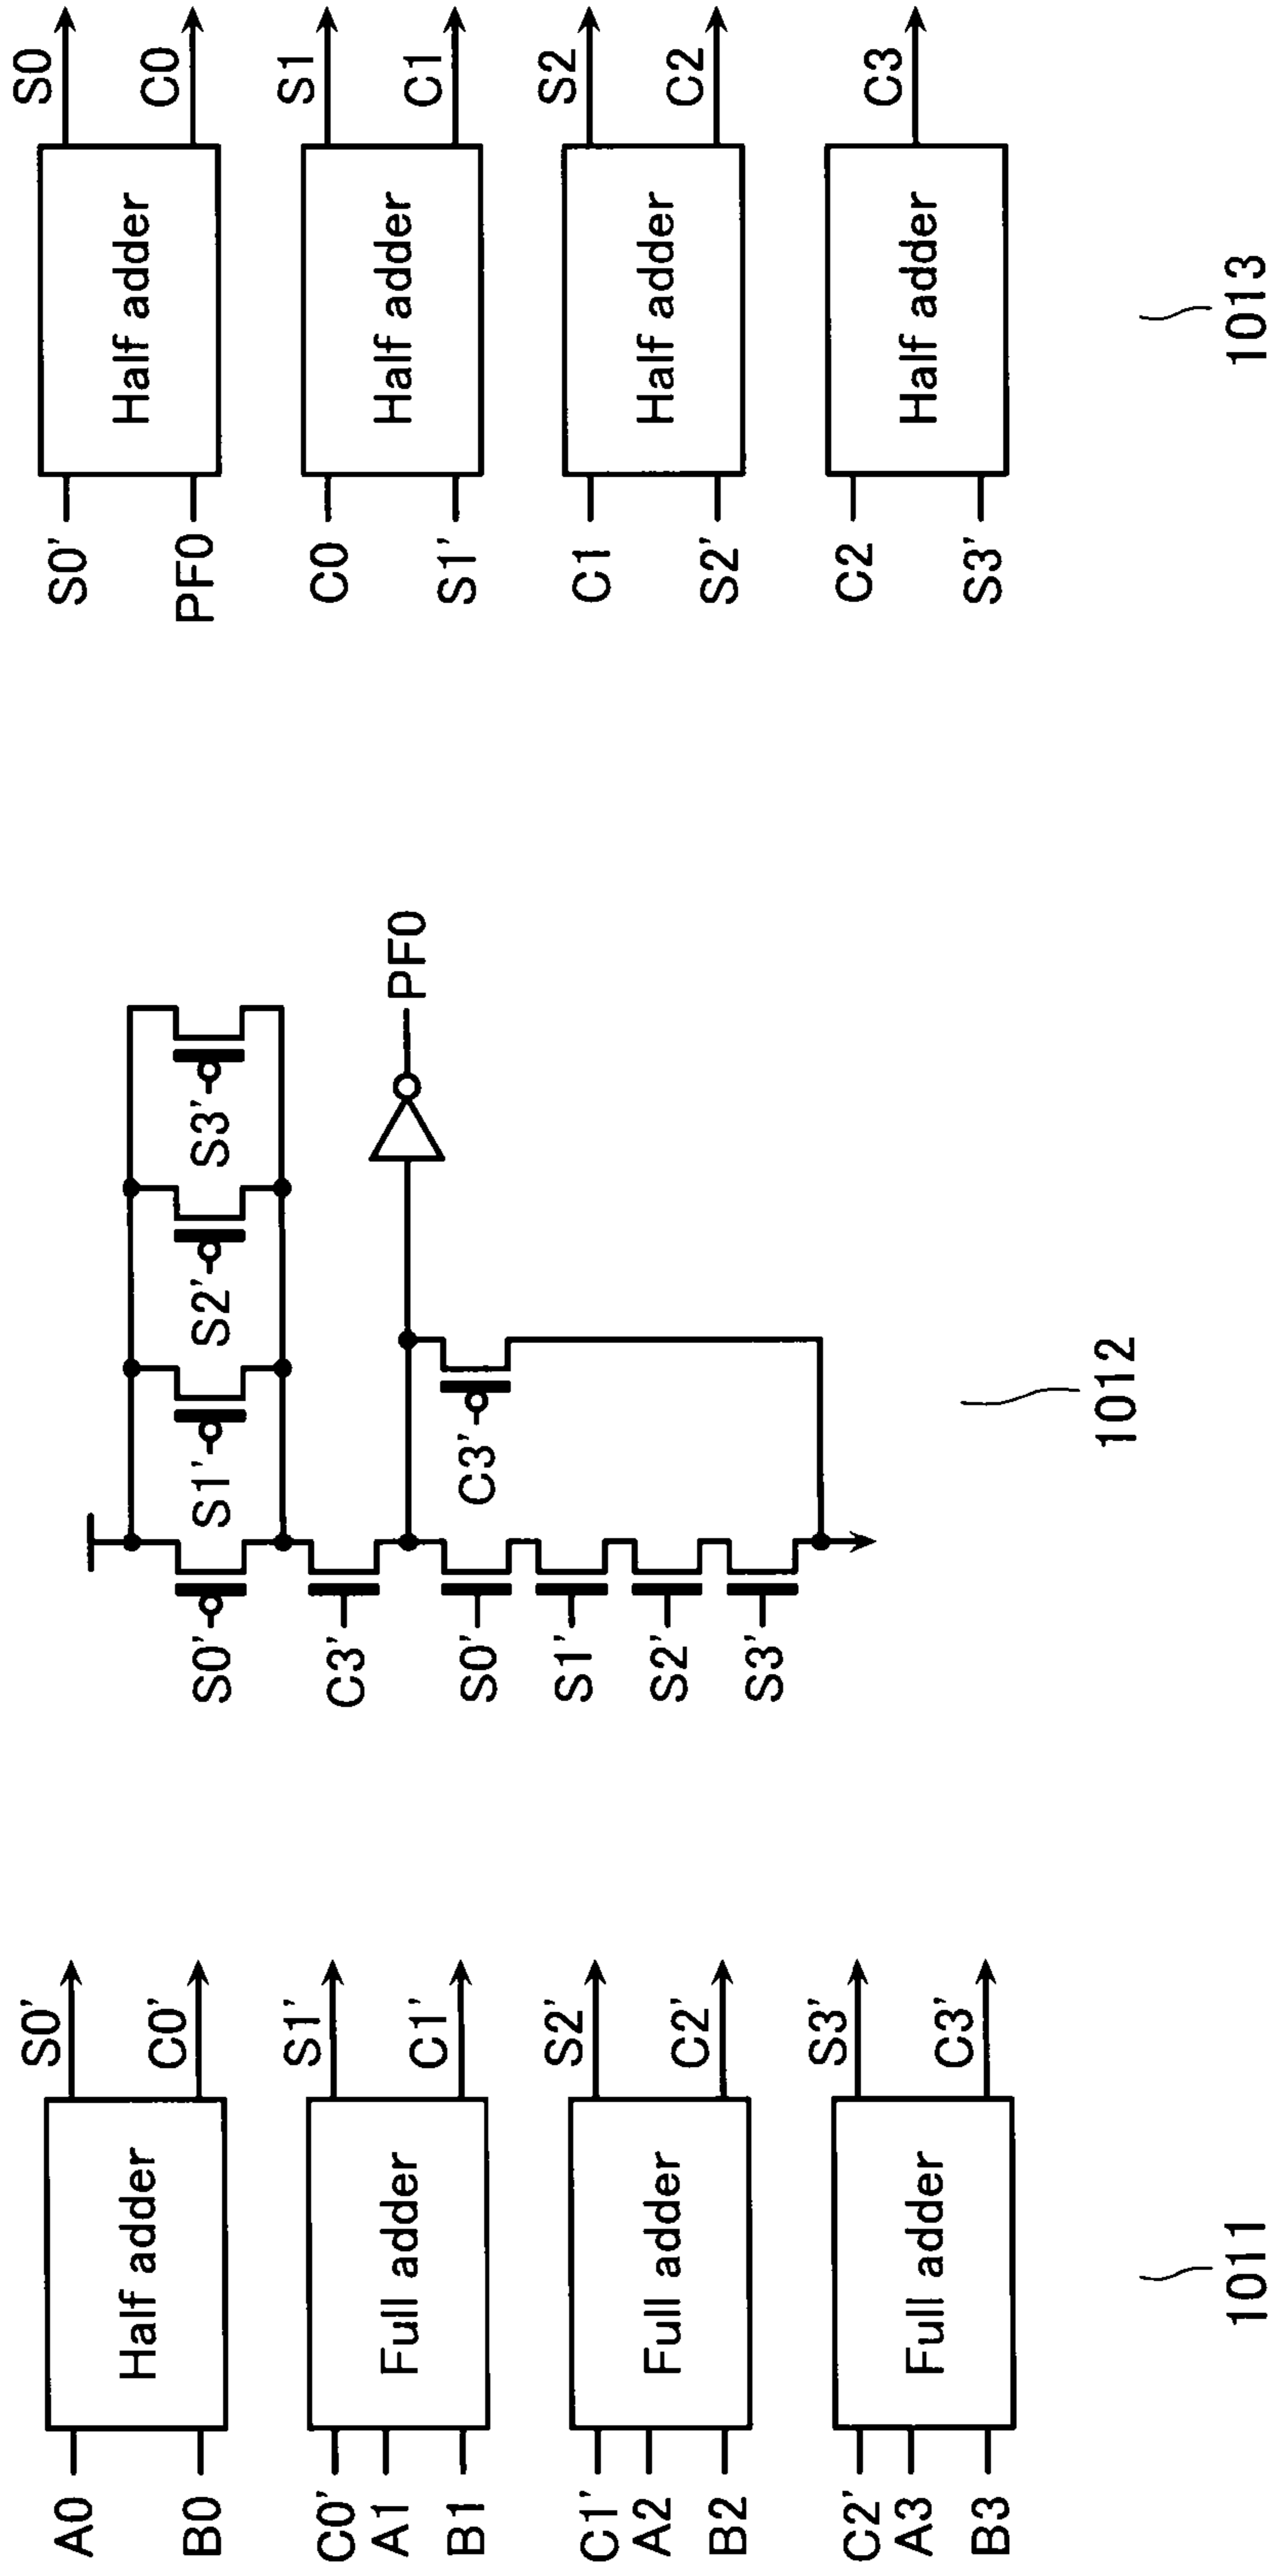 A0
B0
Half adder
S0'
C0'
C0'
A1
B1
Full adder
S1'
C1'
C1'
A2
B2
Full adder
S2'
C2'
C2'
A3
B3
Full adder
S3'
C3'
1011
S0'
S1'
S2'
S3'
C3'
S0'
C3'
S1'
S2'
S3'
PF0
1012
S0'
PF0
Half adder
S0
C0
C0
S1'
Half adder
S1
C1
C1
S2'
Half adder
S2
C2
C2
S3'
Half adder
C3
1013